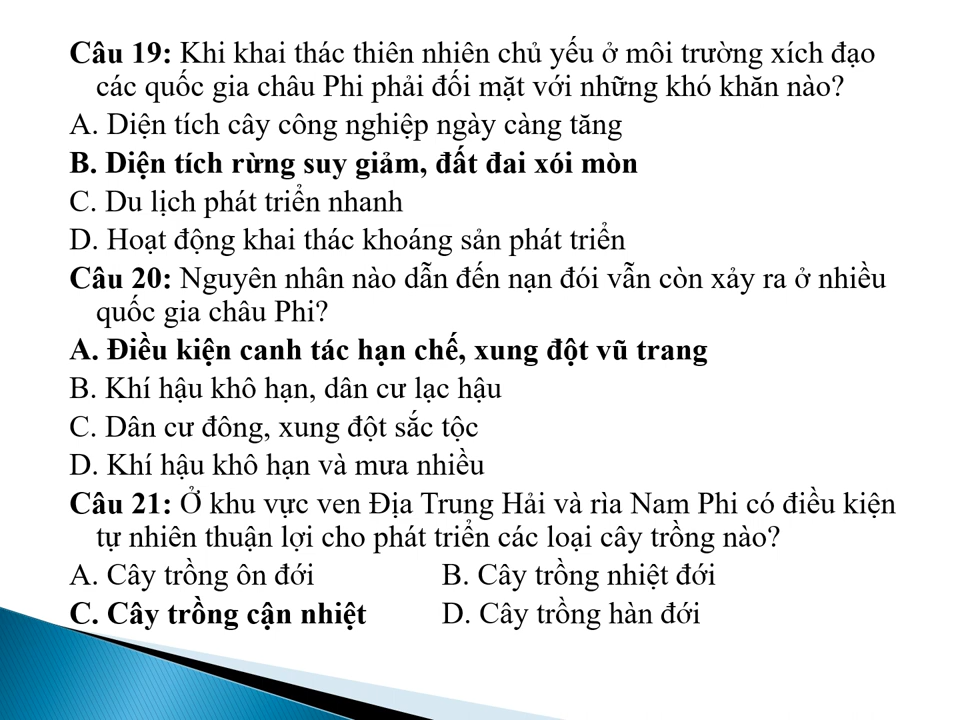 Câu 19: Khi khai thác thiên nhiên chủ yếu ở môi trường xích đạo
các quốc gia châu Phi phải đối mặt với những khó khăn nào?
A. Diện tích cây công nghiệp ngày càng tăng
B. Diện tích rừng suy giảm, đất đai xói mòn
C. Du lịch phát triển nhanh
D. Hoạt động khai thác khoáng sản phát triển
Câu 20: Nguyên nhân nào dẫn đến nạn đói vẫn còn xảy ra ở nhiều
quốc gia châu Phi?
A. Điều kiện canh tác hạn chế, xung đột vũ trang
B. Khí hậu khô hạn, dân cư lạc hậu
C. Dân cư đông, xung đột sắc tộc
D. Khí hậu khô hạn và mưa nhiều
Câu 21: Ở khu vực ven Địa Trung Hải và rìa Nam Phi có điều kiện
tự nhiên thuận lợi cho phát triển các loại cây trồng nào?
A. Cây trồng ôn đới B. Cây trồng nhiệt đới
C. Cây trồng cận nhiệt D. Cây trồng hàn đới